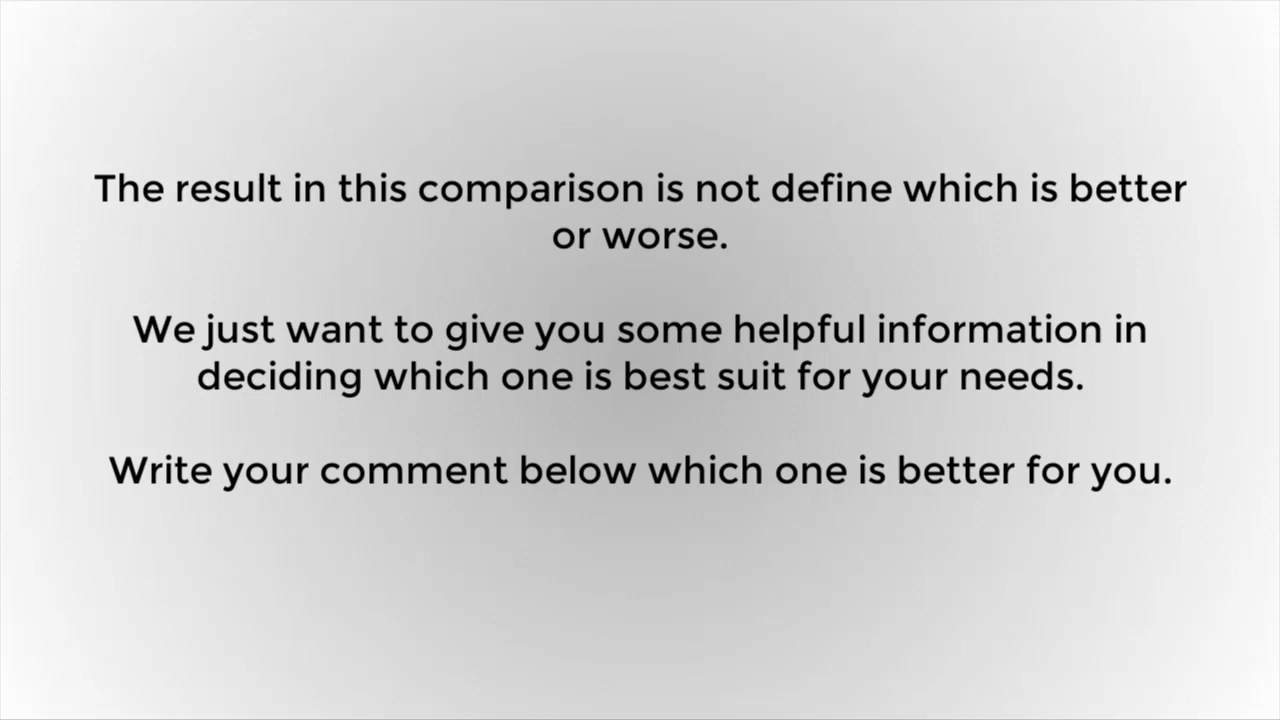 The result in this comparison is not define which is better
or worse.
We just want to give you some helpful information in
deciding which one is best suit for your needs.
Write your comment below which one is better for you.